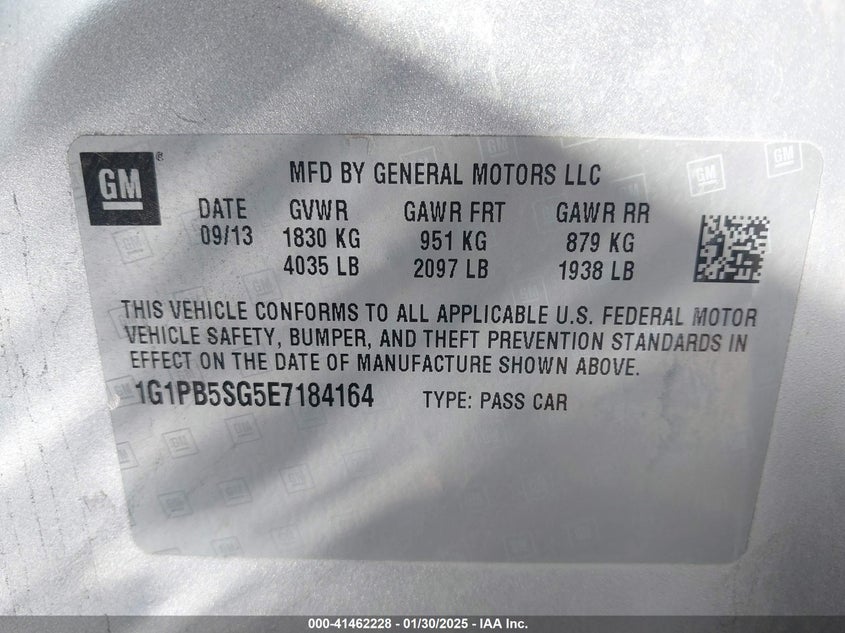 GM®
MFD BY GENERAL MOTORS LLC
DATE GVWR GAWR FRT GAWR RR
09/13 1830 KG 951 KG 879 KG
4035 LB 2097 LB 1938 LB
THIS VEHICLE CONFORMS TO ALL APPLICABLE U.S. FEDERAL MOTOR
VEHICLE SAFETY, BUMPER, AND THEFT PREVENTION STANDARDS IN
EFFECT ON THE DATE OF MANUFACTURE SHOWN ABOVE.
1G1PB5SG5E7184164 TYPE: PASS CAR
000-41462228 - 01/30/2025 - IAA Inc.